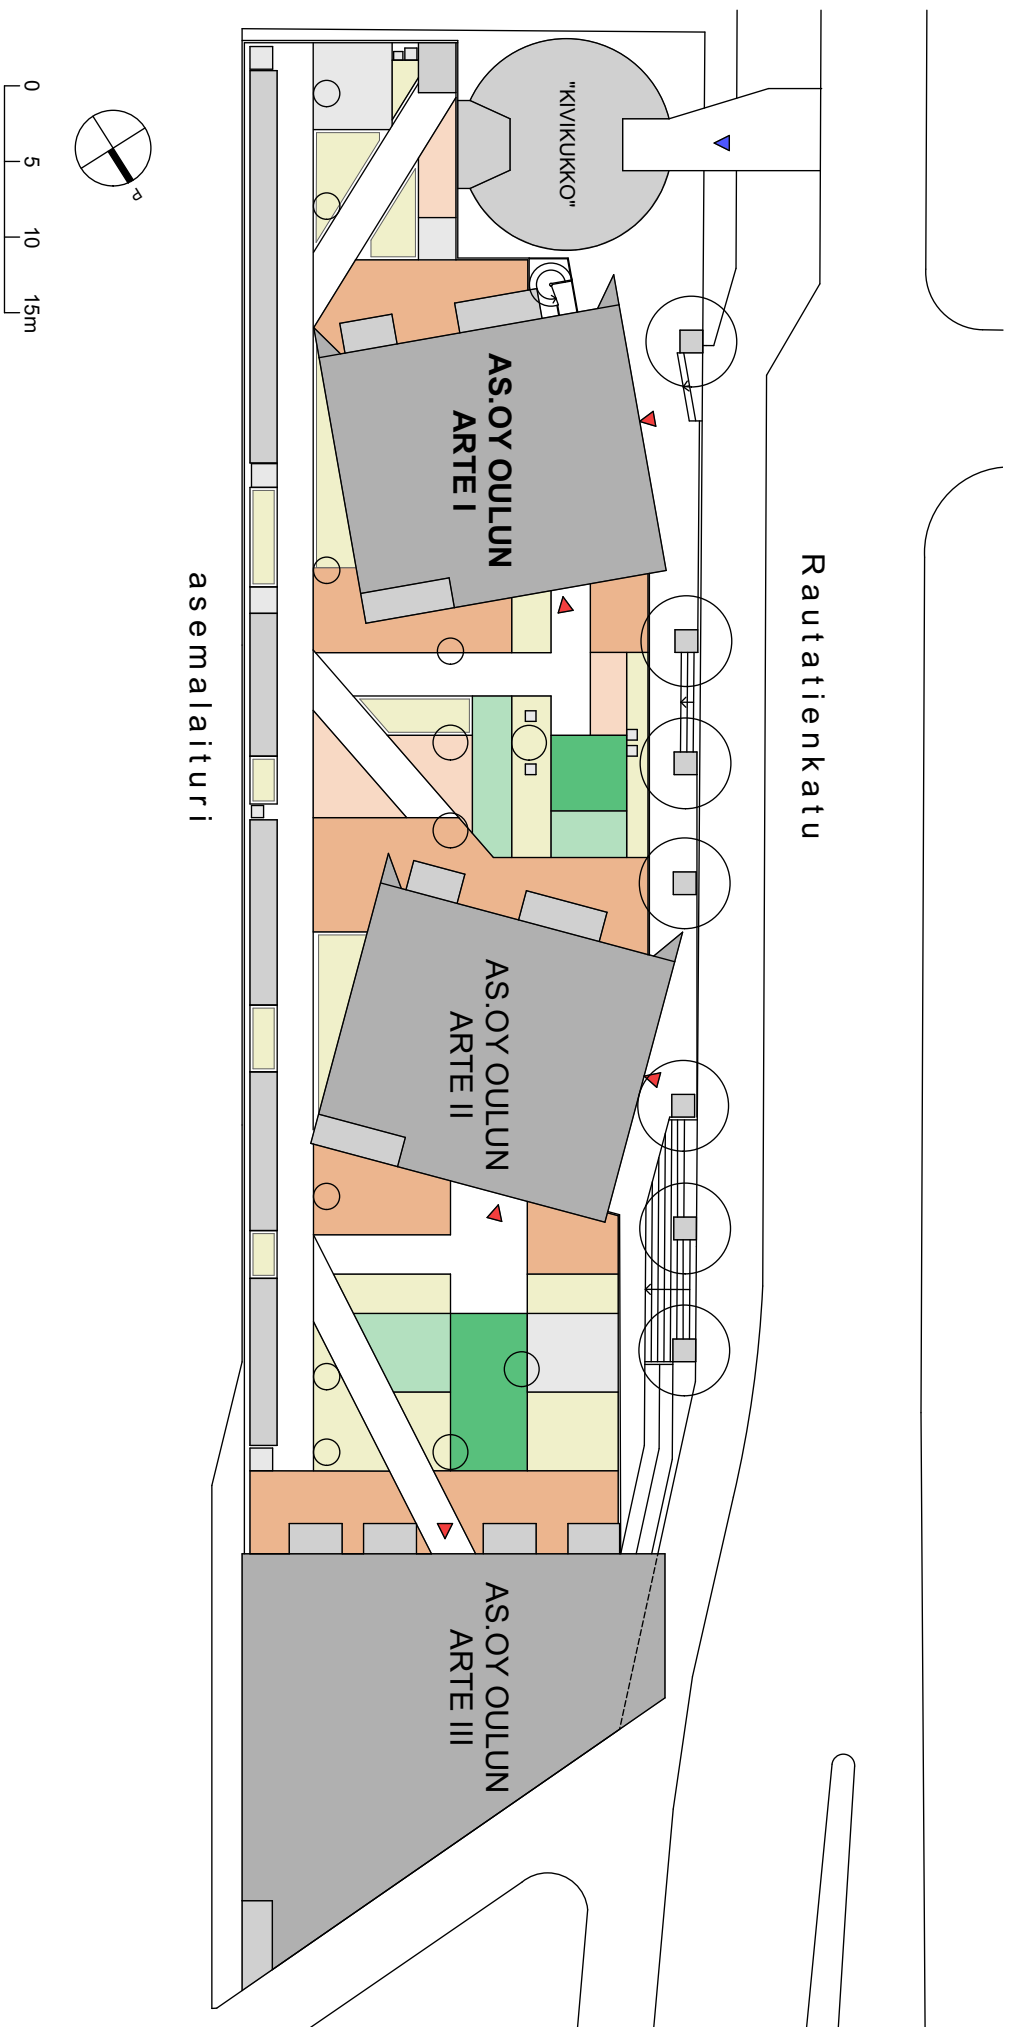 "KIVIKUKKO"
AS.OY OULUN
ARTE I
AS.OY OULUN
ARTE II
AS.OY OULUN
ARTE III
Rautatienkatu
asemalaituri
P
0 5 10 15m